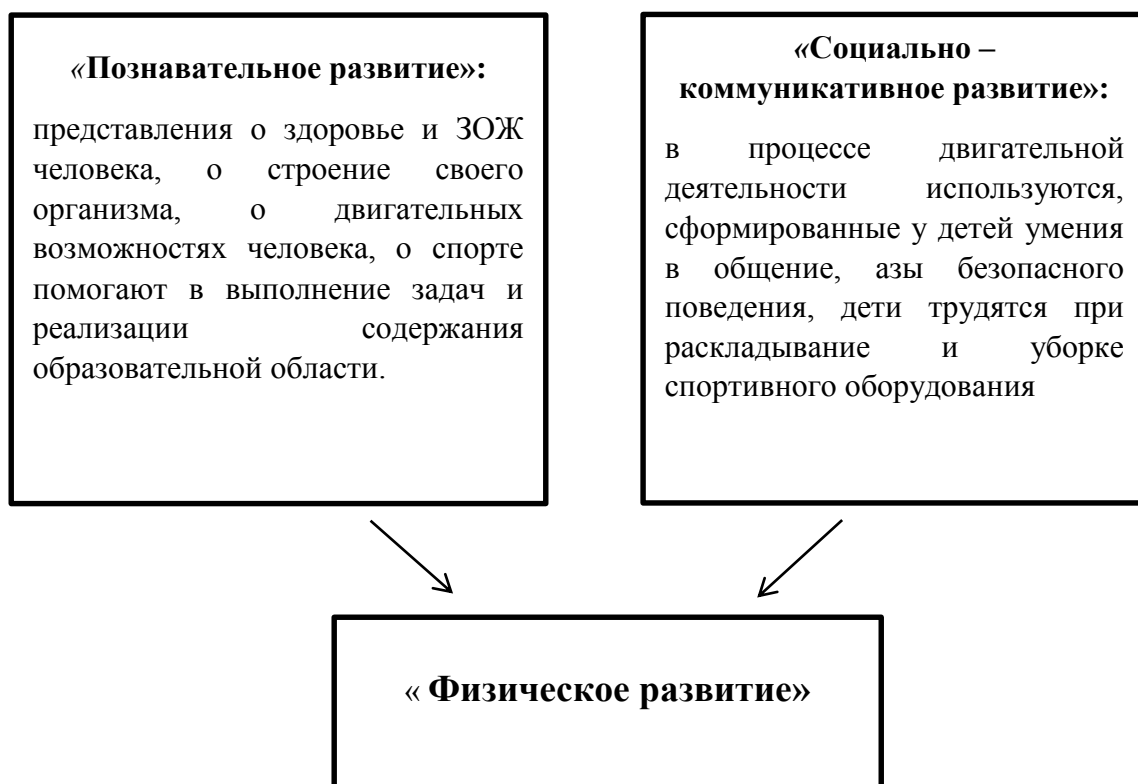 «Познавательное развитие»:
представления о здоровье и ЗОЖ
человека, о строение своего
организма, о двигательных
возможностях человека, о спорте
помогают в выполнение задач и
реализации содержания
образовательной области.
«Социально –
коммуникативное развитие»:
в процессе двигательной
деятельности используются,
сформированные у детей умения
в общение, азы безопасного
поведения, дети трудятся при
раскладывание и уборке
спортивного оборудования
« Физическое развитие»